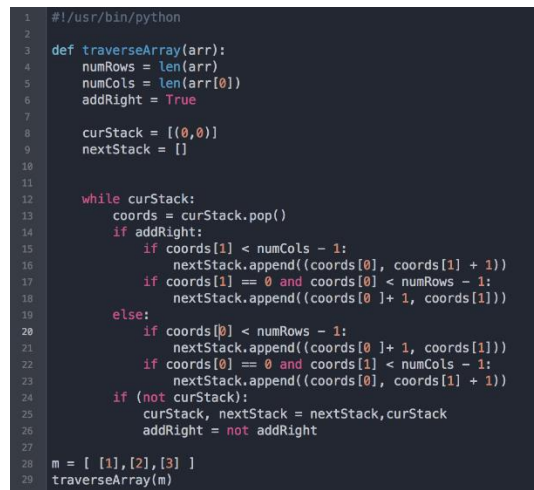 1 #!/usr/bin/python
2
3 def traverseArray(arr):
4     numRows = len(arr)
5     numCols = len(arr[0])
6     addRight = True
7
8     curStack = [(0,0)]
9     nextStack = []
10
11
12     while curStack:
13         coords = curStack.pop()
14         if addRight:
15             if coords[1] < numCols - 1:
16                 nextStack.append((coords[0], coords[1] + 1))
17             if coords[1] == 0 and coords[0] < numRows - 1:
18                 nextStack.append((coords[0 ]+ 1, coords[1]))
19         else:
20             if coords[0] < numRows - 1:
21                 nextStack.append((coords[0 ]+ 1, coords[1]))
22             if coords[0] == 0 and coords[1] < numCols - 1:
23                 nextStack.append((coords[0], coords[1] + 1))
24         if (not curStack):
25             curStack, nextStack = nextStack,curStack
26             addRight = not addRight
27
28 m = [ [1],[2],[3] ]
29 traverseArray(m)